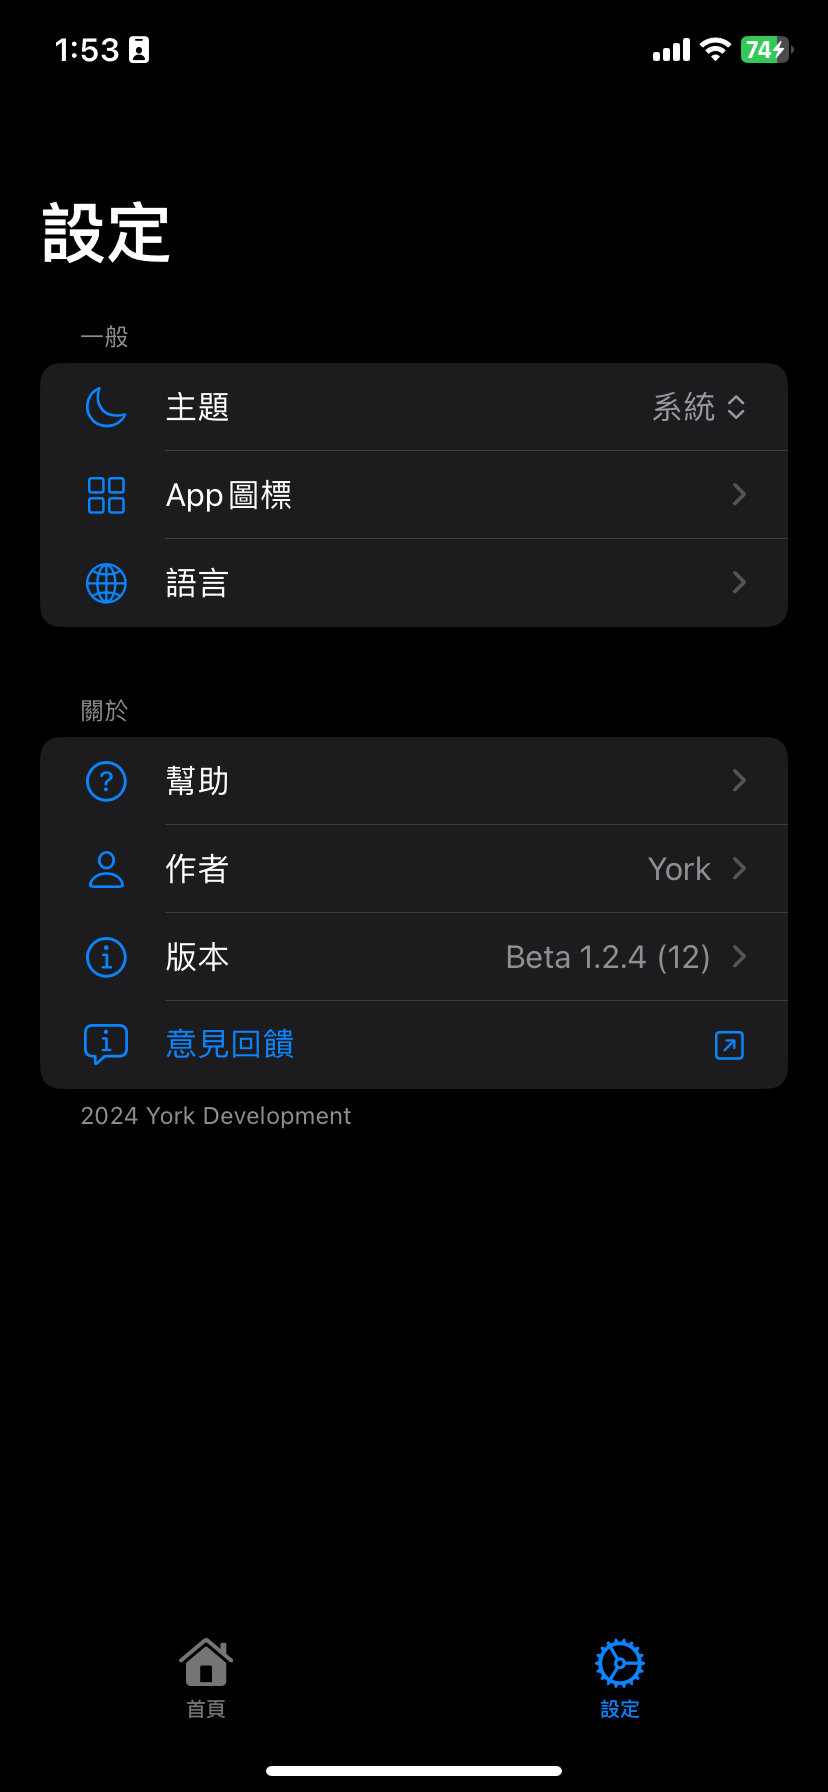 1:53
74
設定
一般
主題 系統
App圖標
語言
關於
幫助
作者 York
版本 Beta 1.2.4 (12)
意見回饋
2024 York Development
首頁 設定